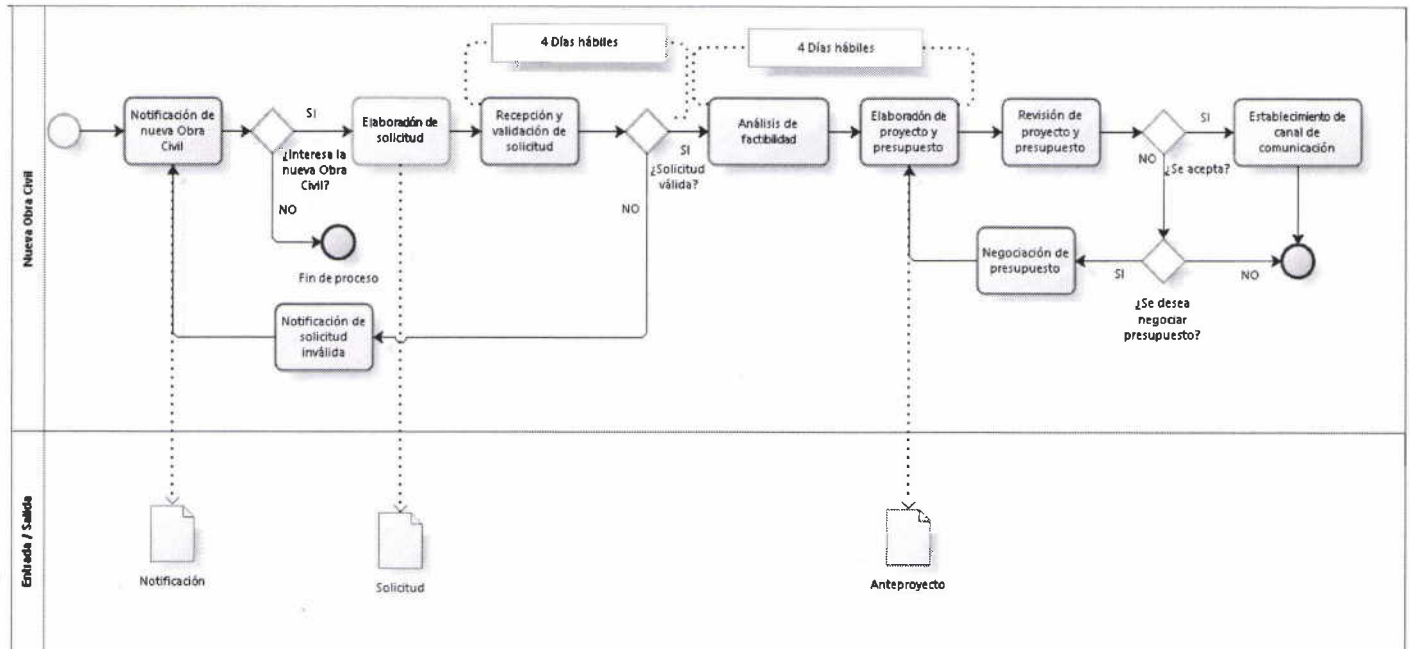 4 Días hábiles
4 Días hábiles
Nueva Obra Civil
Notificación de
nueva Obra
Civil
SI
¿Interesa la
nueva Obra
Civil?
NO
Fin de proceso
Elaboración de
solicitud
Recepción y
validación de
solicitud
SI
¿Solicitud
válida?
NO
Notificación de
solicitud
inválida
Análisis de
factibilidad
Elaboración de
proyecto y
presupuesto
Revisión de
proyecto y
presupuesto
SI
NO
¿Se acepta?
Establecimiento de
canal de
comunicación
Negociación de
presupuesto
SI
NO
¿Se desea
negociar
presupuesto?
Entrada / Salida
Notificación
Solicitud
Anteproyecto